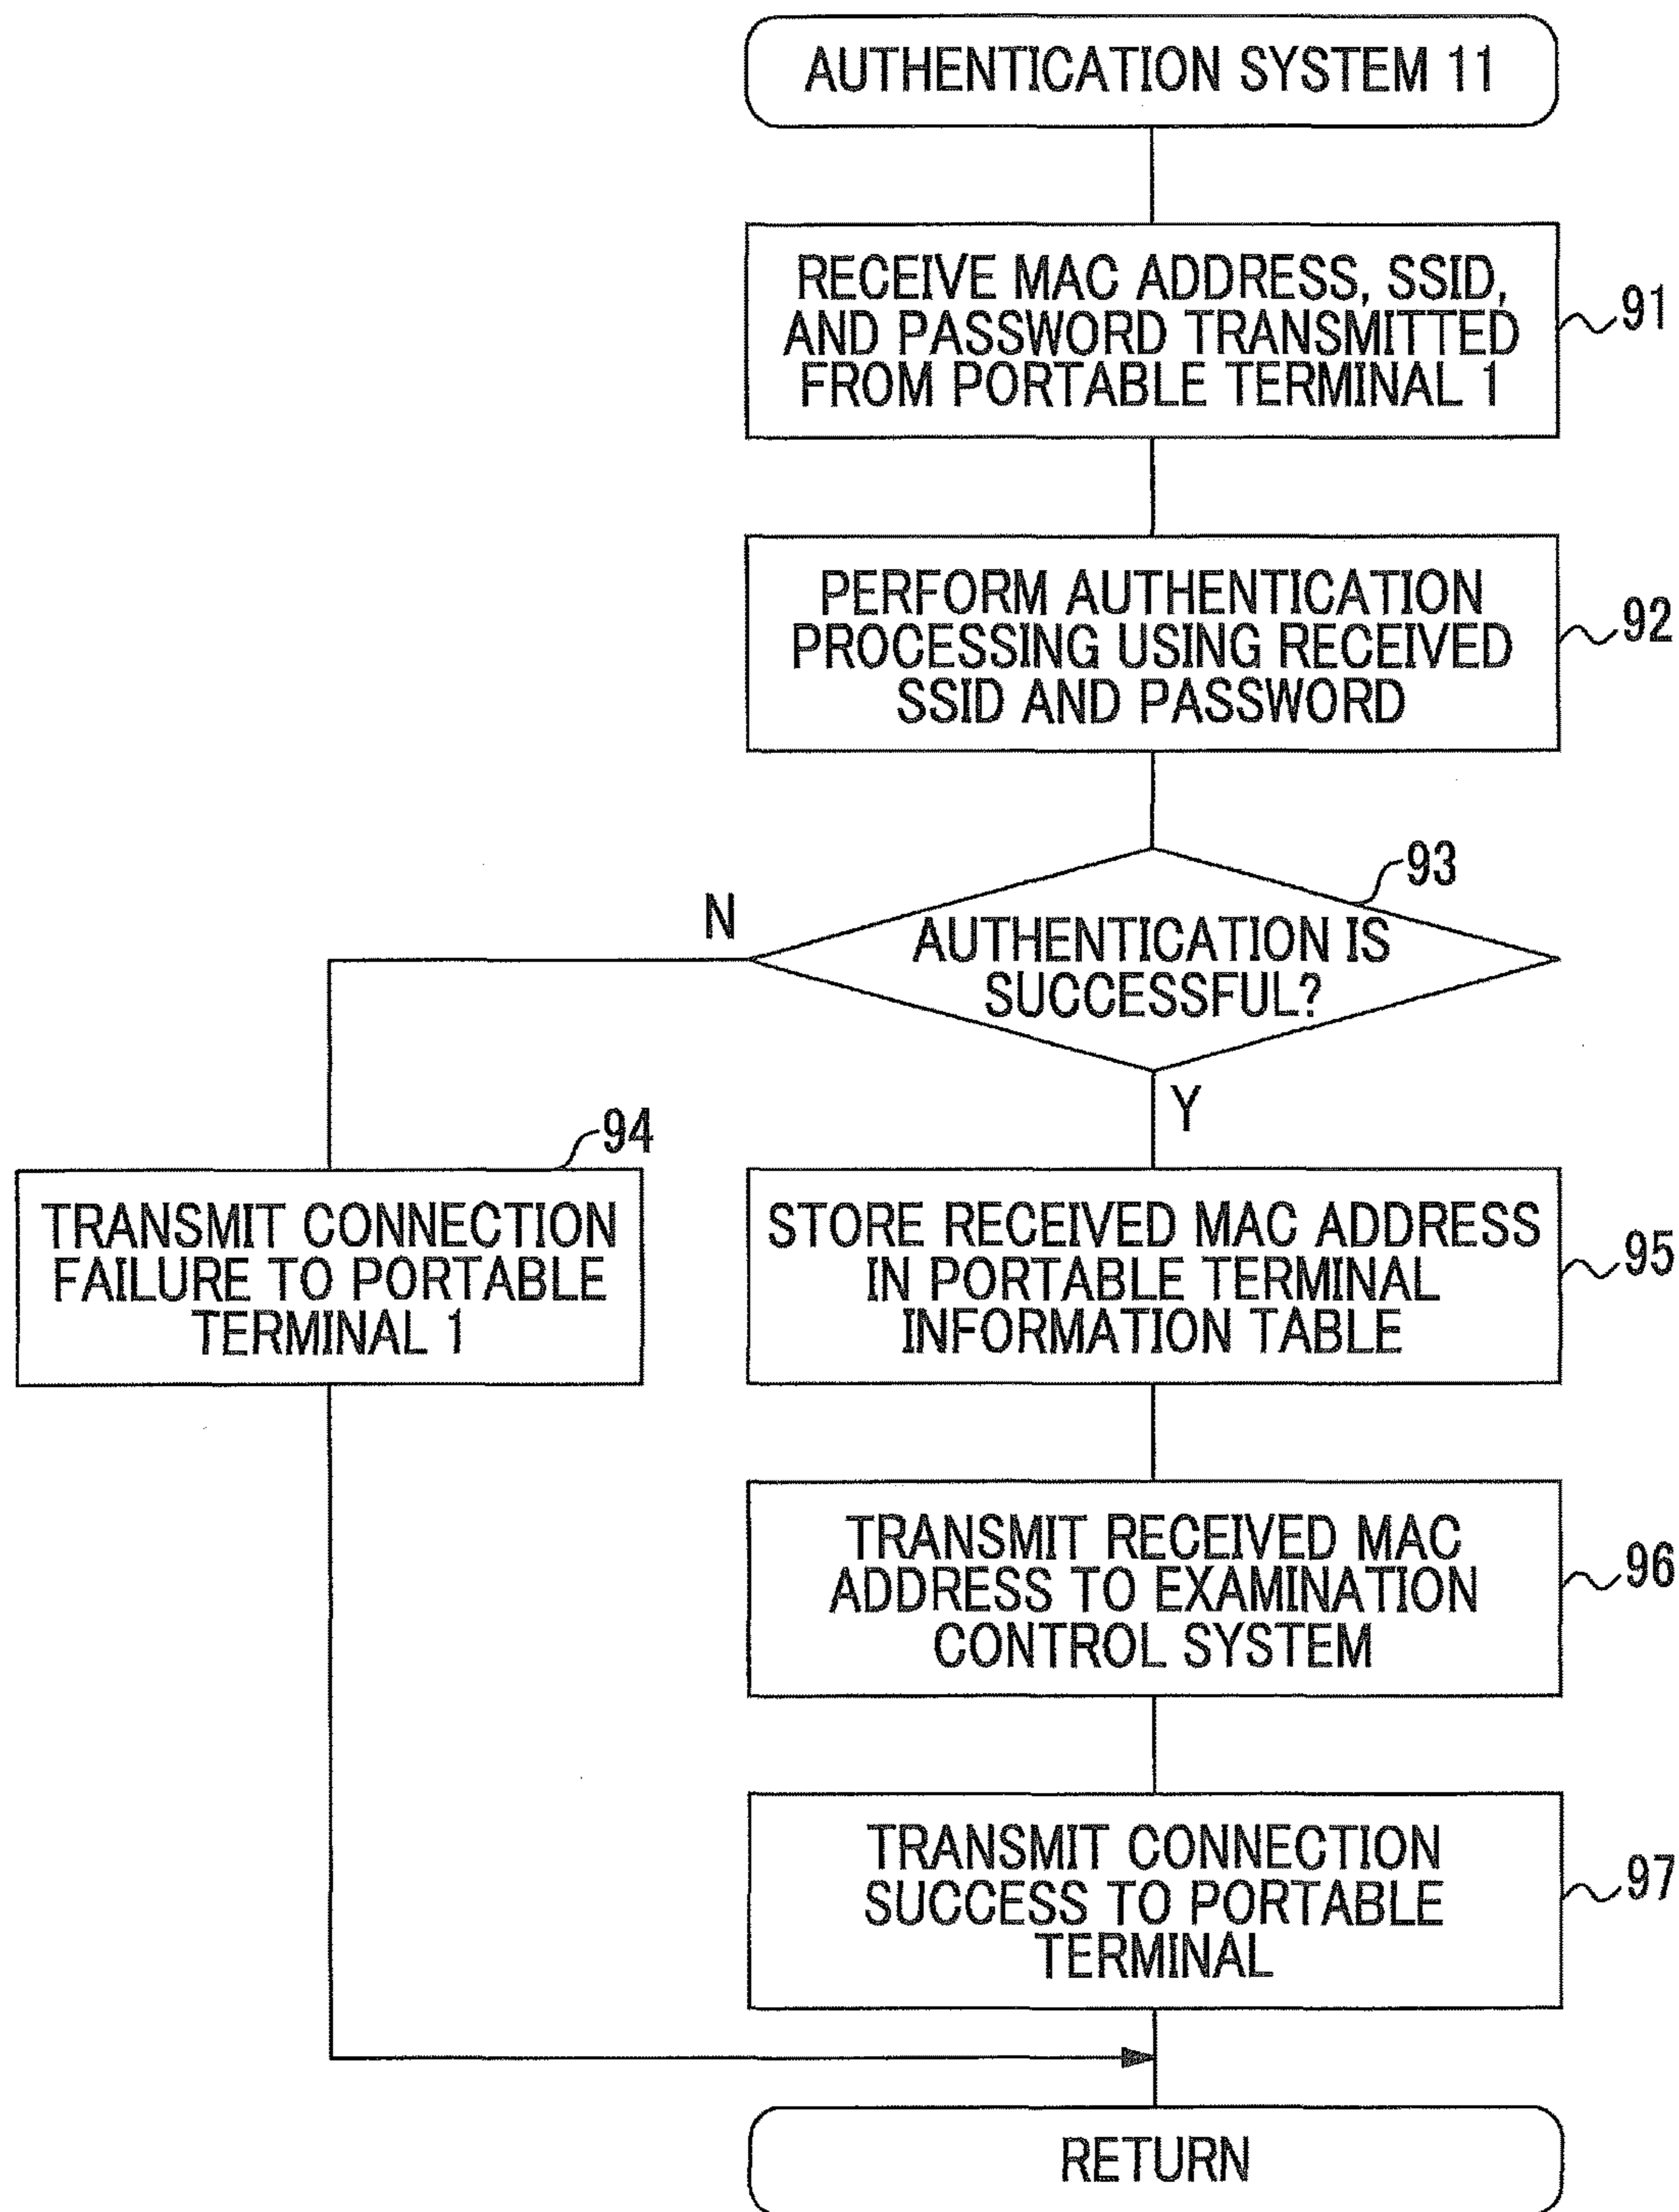 AUTHENTICATION SYSTEM 11
RECEIVE MAC ADDRESS, SSID,
AND PASSWORD TRANSMITTED
FROM PORTABLE TERMINAL 1
91
PERFORM AUTHENTICATION
PROCESSING USING RECEIVED
SSID AND PASSWORD
92
93
N
AUTHENTICATION IS
SUCCESSFUL?
Y
94
TRANSMIT CONNECTION
FAILURE TO PORTABLE
TERMINAL 1
STORE RECEIVED MAC ADDRESS
IN PORTABLE TERMINAL
INFORMATION TABLE
95
TRANSMIT RECEIVED MAC
ADDRESS TO EXAMINATION
CONTROL SYSTEM
96
TRANSMIT CONNECTION
SUCCESS TO PORTABLE
TERMINAL
97
RETURN